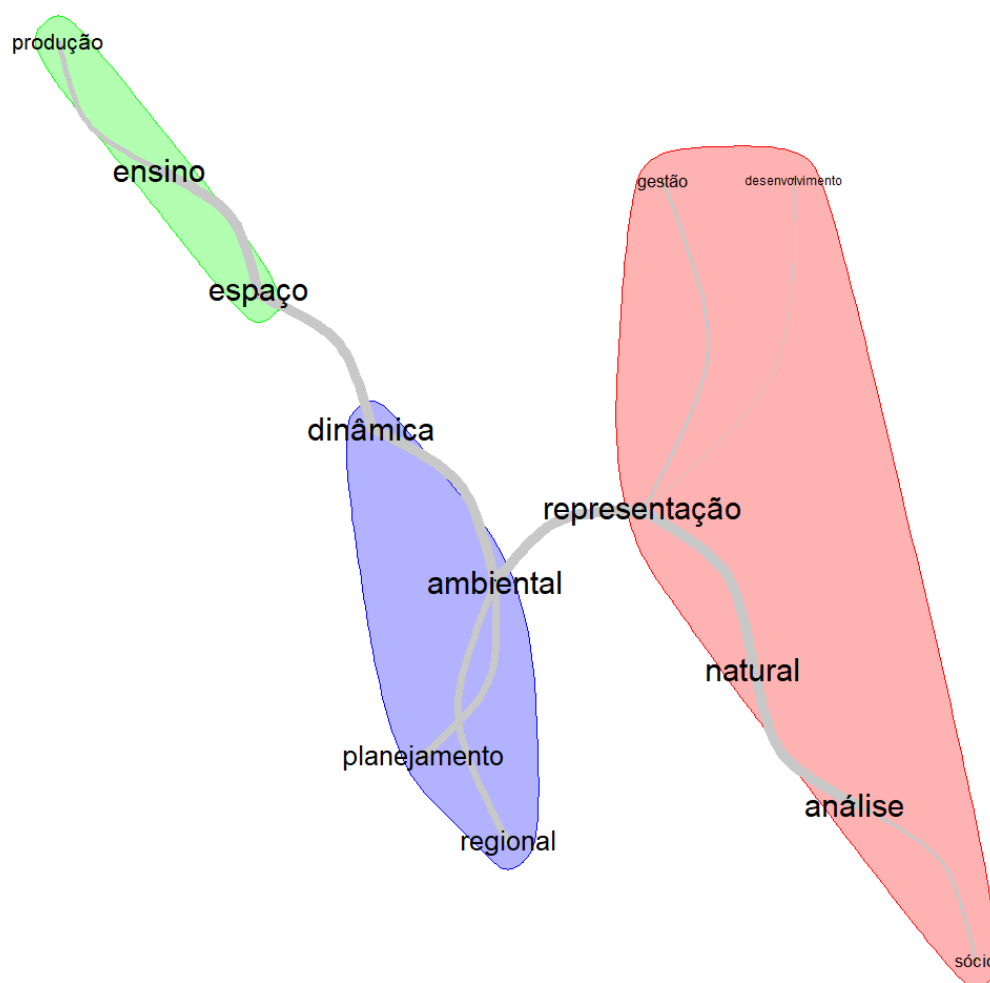 produção
ensino
gestão
desenvolvimento
espaço
dinâmica
representação
ambiental
natural
planejamento
análise
regional
sócio